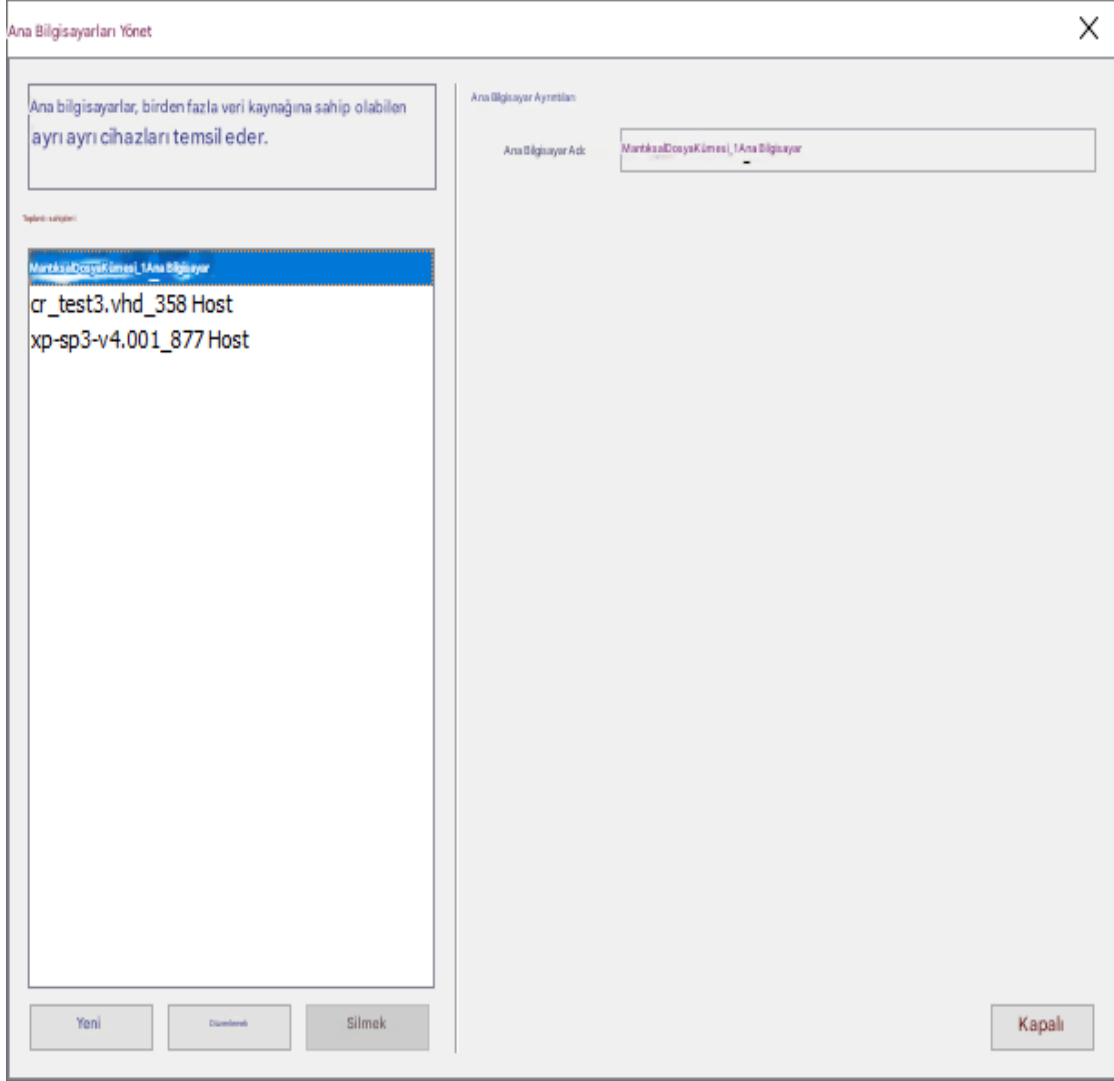 Ana Bilgisayarları Yönet
Ana bilgisayarlar, birden fazla veri kaynağına sahip olabilen
ayrı ayrı cihazları temsil eder.
Toplantı sahipleri
MantıksalDosyaKümesi_1Ana Bilgisayar
cr_test3.vhd_358 Host
xp-sp3-v4.001_877 Host
Yeni
Düzenlemek
Silmek
Ana Bilgisayar Ayrıntıları
Ana Bilgisayar Adı:
MantıksalDosyaKümesi_1Ana Bilgisayar
Kapalı